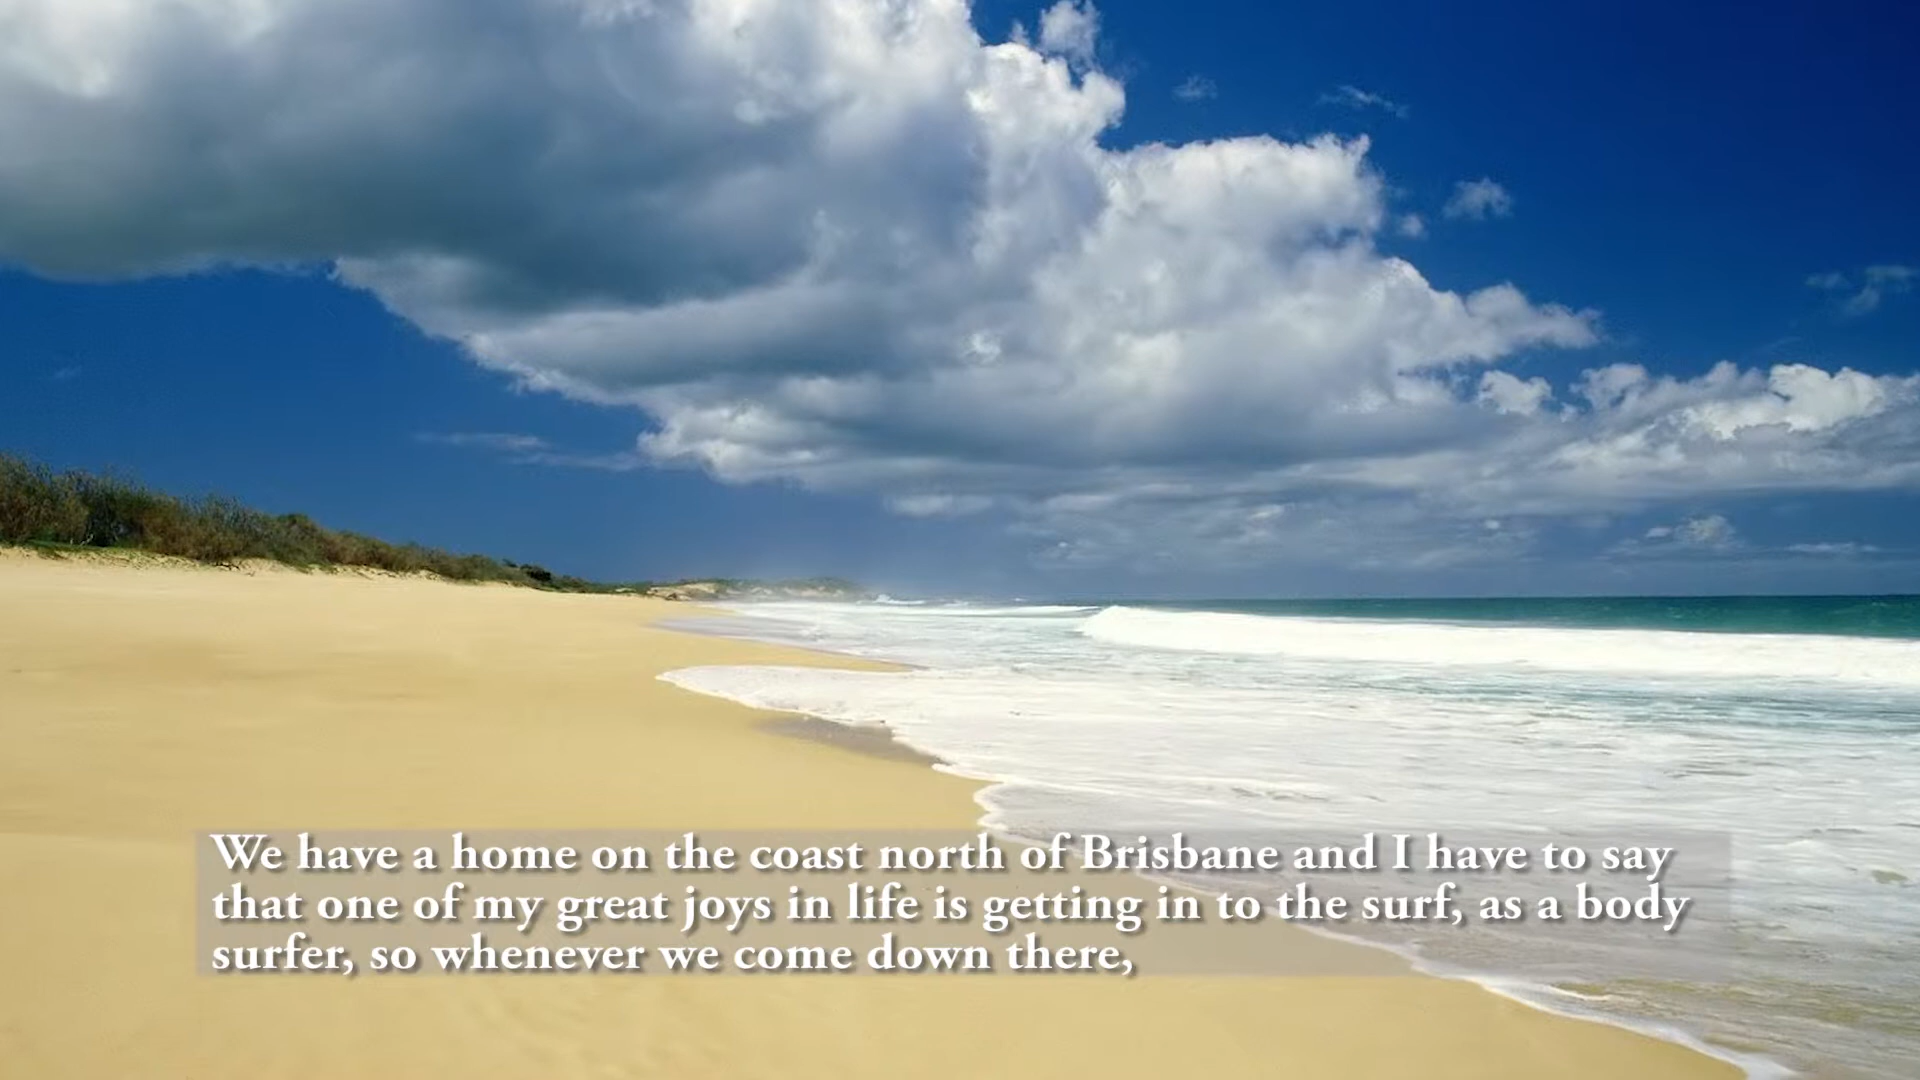 We have a home on the coast north of Brisbane and I have to say
that one of my great joys in life is getting in to the surf, as a body
surfer, so whenever we come down there,